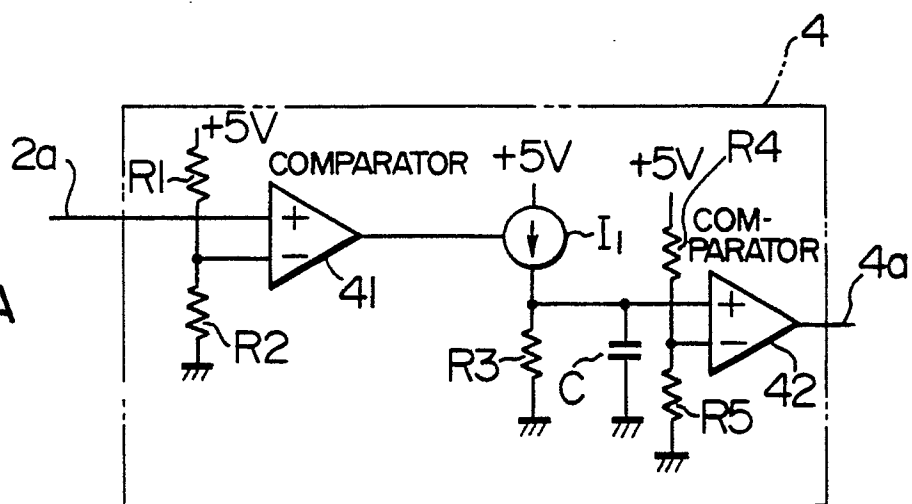 4
2a
+5V
R1
COMPARATOR
+5V
+5V
R4
+
−
41
I1
COM-
PARATOR
4a
A
R2
R3
C
+
−
42
R5